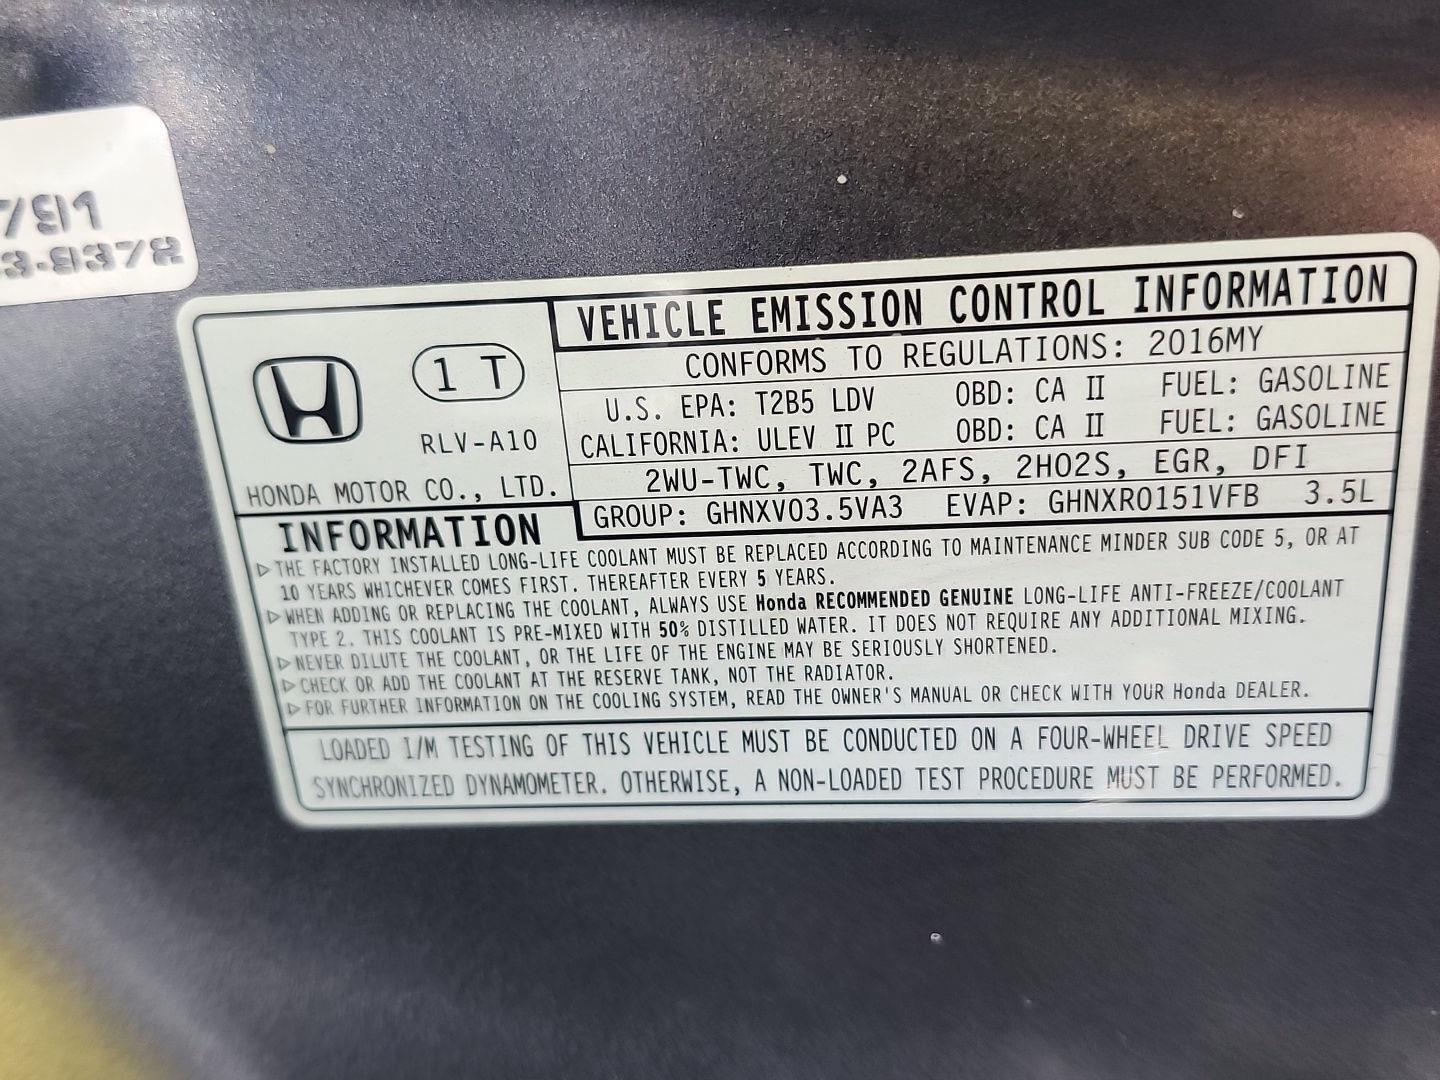 791
3-9378
VEHICLE EMISSION CONTROL INFORMATION
1 T
RLV-A10
HONDA MOTOR CO., LTD.
CONFORMS TO REGULATIONS: 2016MY
U.S. EPA: T2B5 LDV OBD: CA II FUEL: GASOLINE
CALIFORNIA: ULEV II PC OBD: CA II FUEL: GASOLINE
2WU-TWC, TWC, 2AFS, 2HO2S, EGR, DFI
GROUP: GHNXV03.5VA3 EVAP: GHNXR0151VFB 3.5L
INFORMATION
▷THE FACTORY INSTALLED LONG-LIFE COOLANT MUST BE REPLACED ACCORDING TO MAINTENANCE MINDER SUB CODE 5, OR AT
10 YEARS WHICHEVER COMES FIRST. THEREAFTER EVERY 5 YEARS.
▷WHEN ADDING OR REPLACING THE COOLANT, ALWAYS USE Honda RECOMMENDED GENUINE LONG-LIFE ANTI-FREEZE/COOLANT
TYPE 2. THIS COOLANT IS PRE-MIXED WITH 50% DISTILLED WATER. IT DOES NOT REQUIRE ANY ADDITIONAL MIXING.
▷NEVER DILUTE THE COOLANT, OR THE LIFE OF THE ENGINE MAY BE SERIOUSLY SHORTENED.
▷CHECK OR ADD THE COOLANT AT THE RESERVE TANK, NOT THE RADIATOR.
▷FOR FURTHER INFORMATION ON THE COOLING SYSTEM, READ THE OWNER'S MANUAL OR CHECK WITH YOUR Honda DEALER.
LOADED I/M TESTING OF THIS VEHICLE MUST BE CONDUCTED ON A FOUR-WHEEL DRIVE SPEED
SYNCHRONIZED DYNAMOMETER. OTHERWISE, A NON-LOADED TEST PROCEDURE MUST BE PERFORMED.